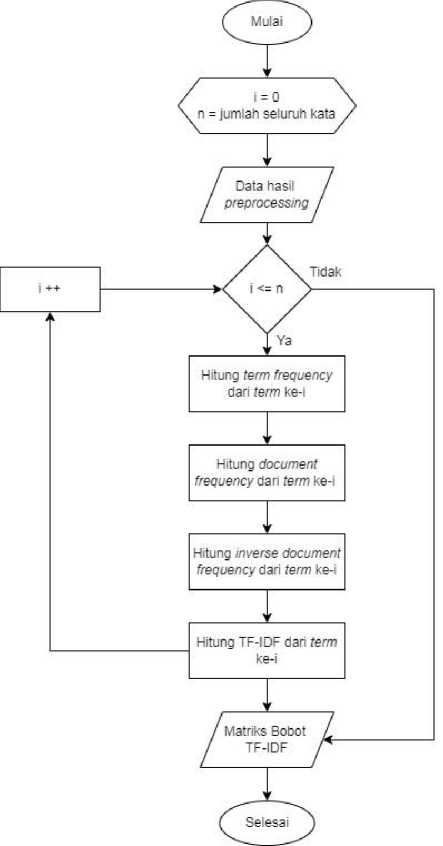 Mulai
i = 0
n = jumlah seluruh kata
Data hasil
preprocessing
i ++
i <= n
Tidak
Ya
Hitung term frequency
dari term ke-i
Hitung document
frequency dari term ke-i
Hitung inverse document
frequency dari term ke-i
Hitung TF-IDF dari term
ke-i
Matriks Bobot
TF-IDF
Selesai